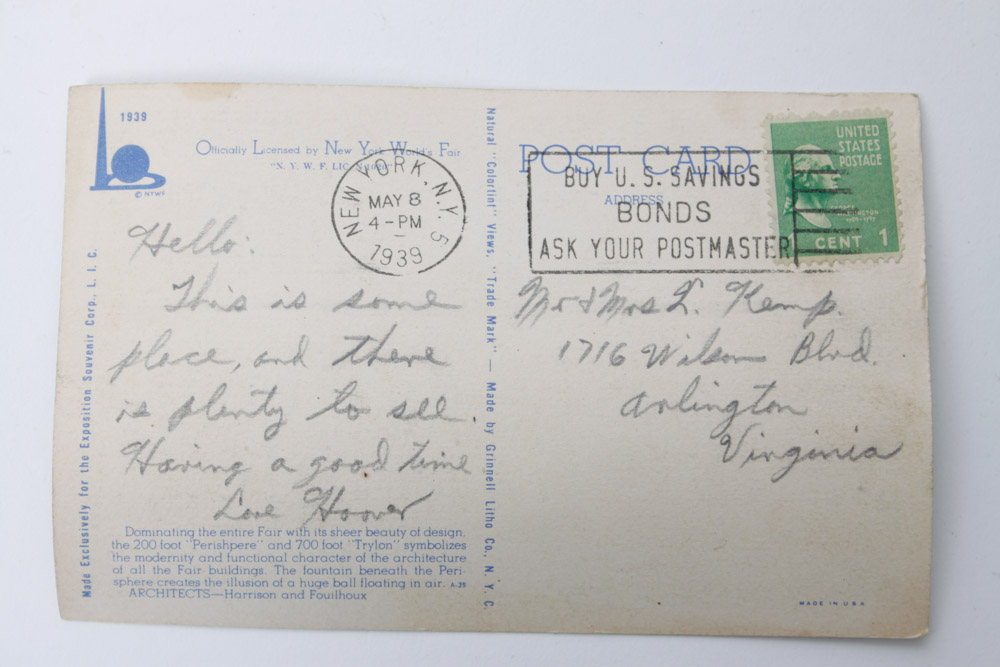 1939
© NYWF
Officially Licensed by New York World's Fair
"N. Y. W. F. LIC.
Made Exclusively for the Exposition Souvenir Corp., L. I. C.
Hello:
This is some
place, and there
is plenty to see.
Having a good time
Love Hoover
Dominating the entire Fair with its sheer beauty of design,
the 200 foot "Perishpere" and 700 foot "Trylon" symbolizes
the modernity and functional character of the architecture
of all the Fair buildings. The fountain beneath the Peri-
sphere creates the illusion of a huge ball floating in air. A-35
ARCHITECTS—Harrison and Fouilhoux
NEW YORK, N.Y. 5
MAY 8
4-PM
1939
Natural "Colortint" Views, "Trade Mark" — Made by Grinnell Litho Co., N. Y. C.
POST CARD
ADDRESS
BUY U.S. SAVINGS
BONDS
ASK YOUR POSTMASTER
UNITED
STATES
POSTAGE
WASHINGTON
CENT 1
Mr & Mrs L. Kemp.
1716 Wilson Blvd.
Arlington
Virginia
MADE IN U.S.A.